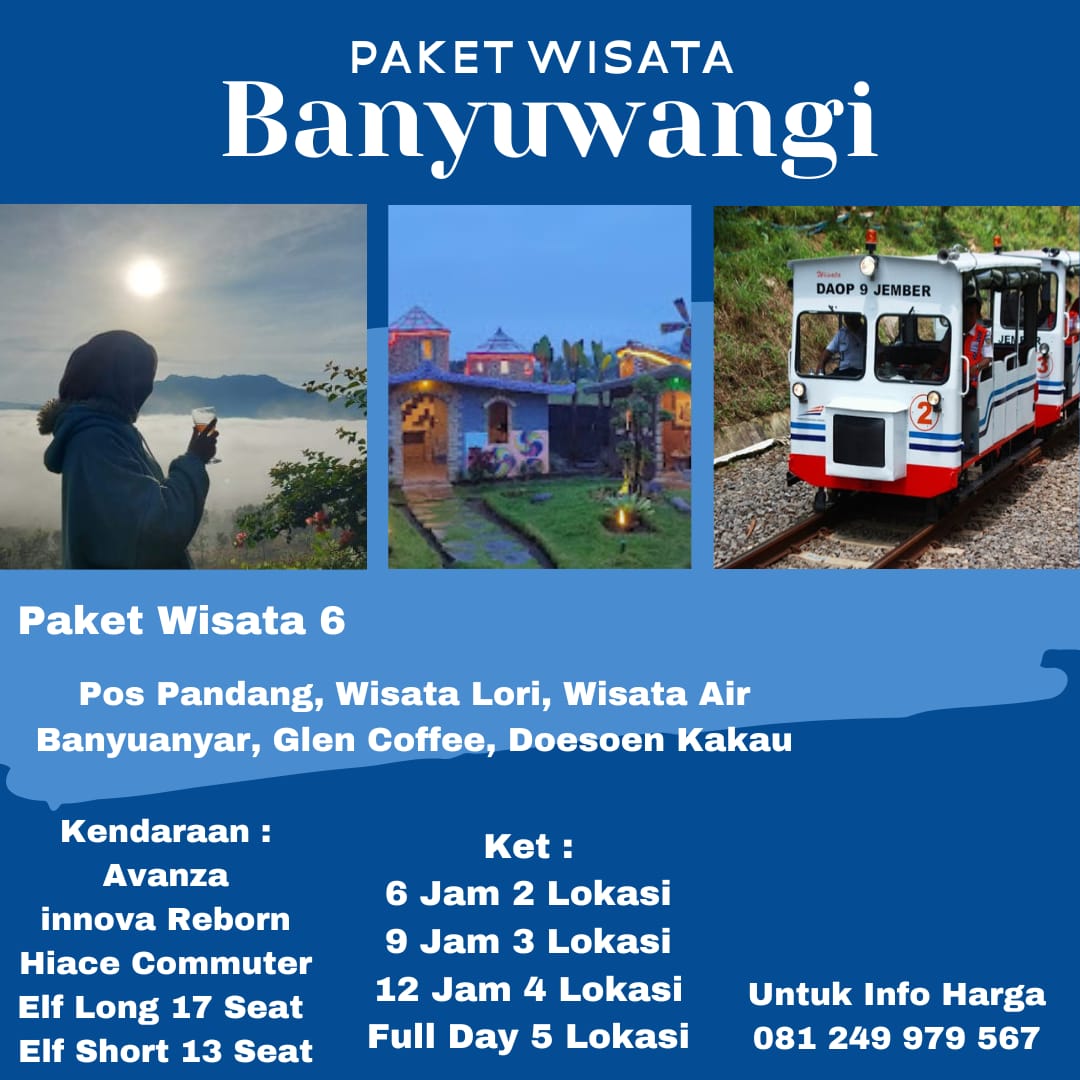 PAKET WISATA
Banyuwangi
Wisata
DAOP 9 JEMBER
2
3
Paket Wisata 6
Pos Pandang, Wisata Lori, Wisata Air
Banyuanyar, Glen Coffee, Doesoen Kakau
Kendaraan :
Avanza
innova Reborn
Hiace Commuter
Elf Long 17 Seat
Elf Short 13 Seat
Ket :
6 Jam 2 Lokasi
9 Jam 3 Lokasi
12 Jam 4 Lokasi
Full Day 5 Lokasi
Untuk Info Harga
081 249 979 567